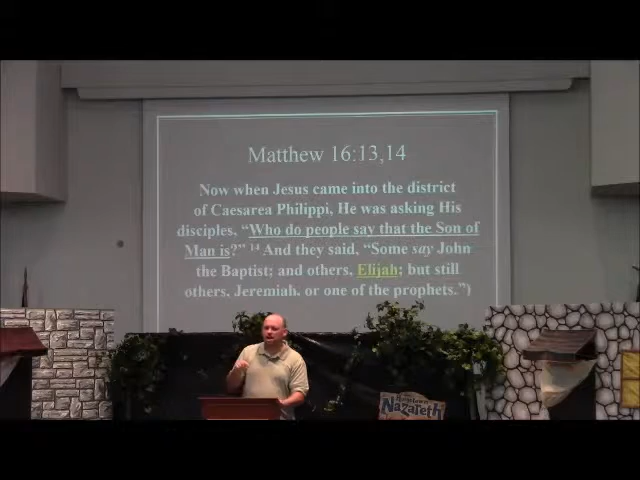 Matthew 16:13,14
Now when Jesus came into the district
of Caesarea Philippi, He was asking His
disciples, “Who do people say that the Son of
Man is?” 14 And they said, “Some say John
the Baptist; and others, Elijah; but still
others, Jeremiah, or one of the prophets.”)
Hometown
Nazareth